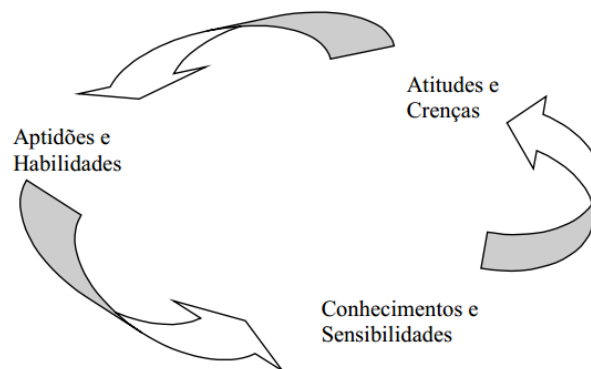 Atitudes e
Crenças
Aptidões e
Habilidades
Conhecimentos e
Sensibilidades